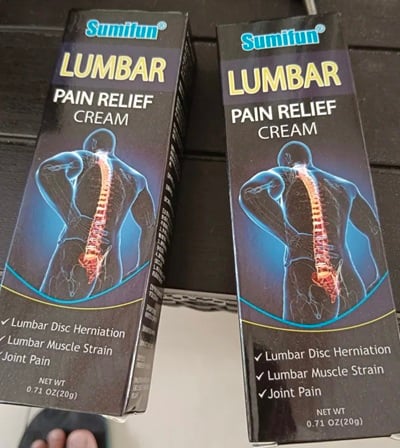 Sumifun®
LUMBAR
PAIN RELIEF
CREAM
✓Lumbar Disc Herniation
✓Lumbar Muscle Strain
✓Joint Pain
NET WT
0.71 OZ(20g)
Sumifun®
LUMBAR
PAIN RELIEF
CREAM
✓Lumbar Disc Herniation
✓Lumbar Muscle Strain
✓Joint Pain
NET WT
0.71 OZ(20g)